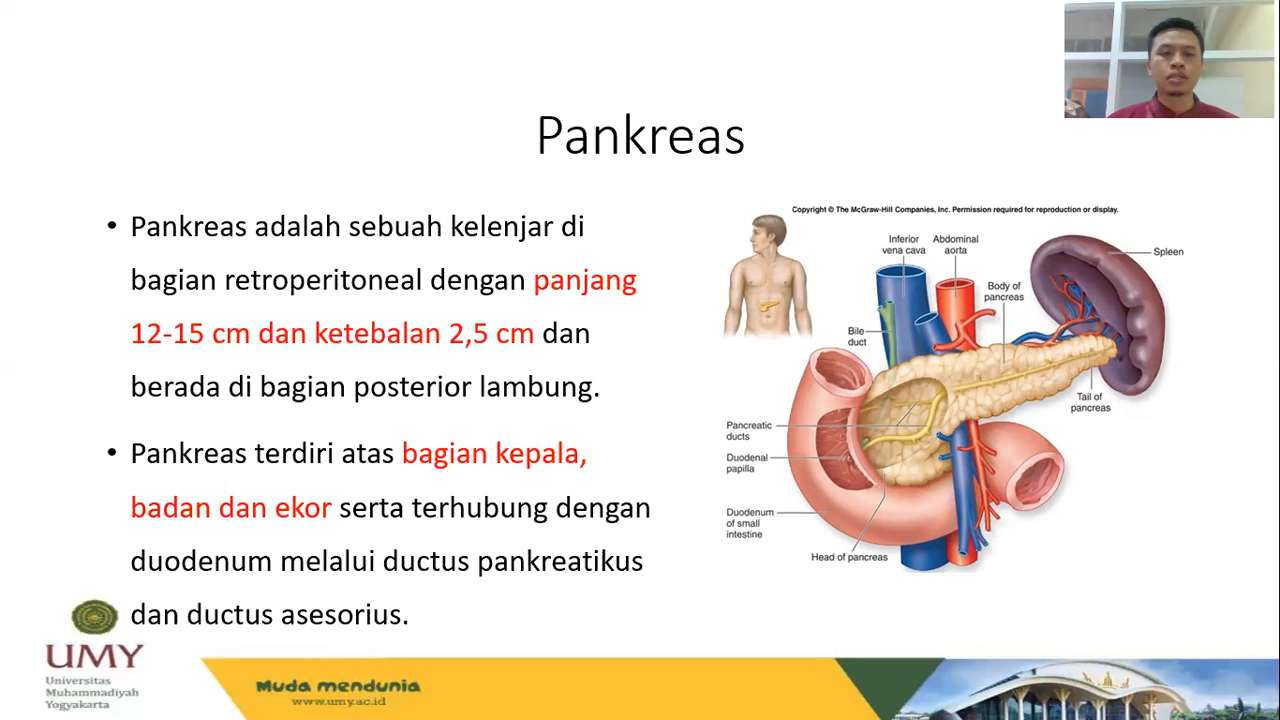 Pankreas
• Pankreas adalah sebuah kelenjar di
bagian retroperitoneal dengan panjang
12-15 cm dan ketebalan 2,5 cm dan
berada di bagian posterior lambung.
• Pankreas terdiri atas bagian kepala,
badan dan ekor serta terhubung dengan
duodenum melalui ductus pankreatikus
dan ductus asesorius.
Copyright © The McGraw-Hill Companies, Inc. Permission required for reproduction or display.
Inferior
vena cava
Abdominal
aorta
Spleen
Body of
pancreas
Bile
duct
Tail of
pancreas
Pancreatic
ducts
Duodenal
papilla
Duodenum
of small
intestine
Head of pancreas
UMY
Universitas
Muhammadiyah
Yogyakarta
Muda mendunia
www.umy.ac.id